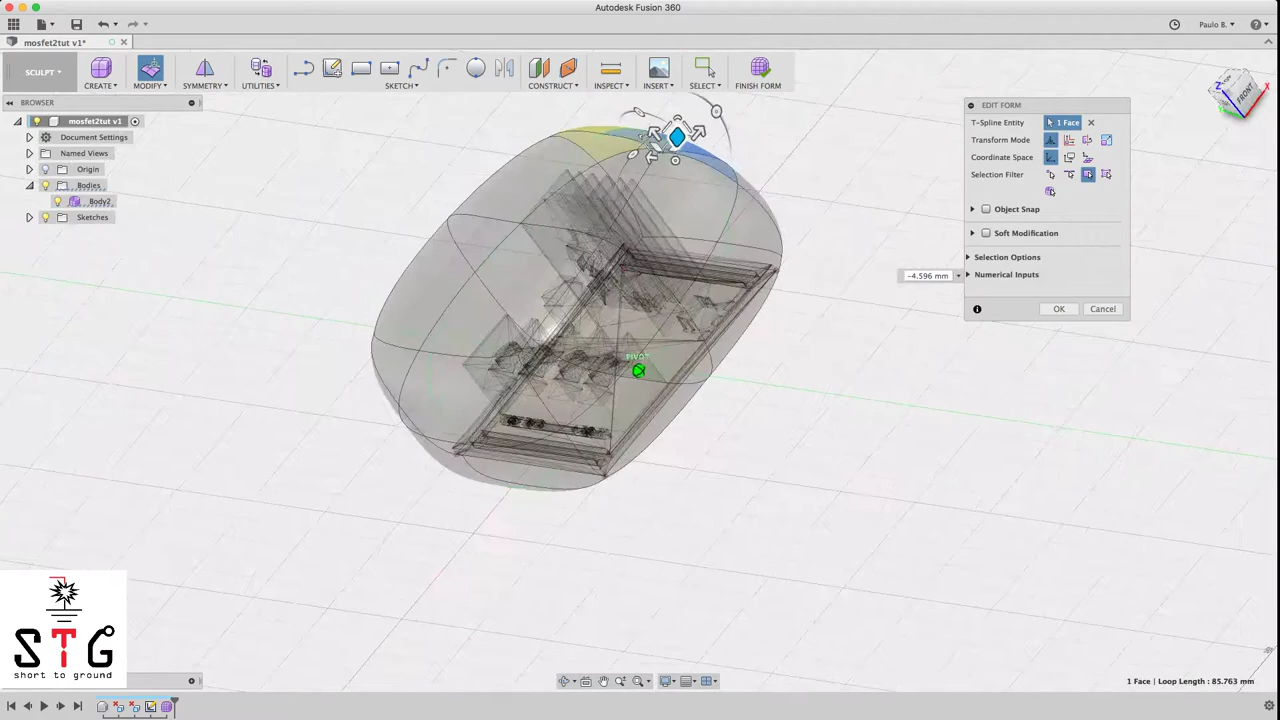 Autodesk Fusion 360
Paulo B.
mosfet2tut v1*
SCULPT
CREATE
MODIFY
SYMMETRY
UTILITIES
SKETCH
CONSTRUCT
INSPECT
INSERT
SELECT
FINISH FORM
BROWSER
mosfet2tut v1
Document Settings
Named Views
Origin
Bodies
Body2
Sketches
FRONT
Z
X
EDIT FORM
T-Spline Entity
1 Face
Transform Mode
Coordinate Space
Selection Filter
Object Snap
Soft Modification
Selection Options
-4.596 mm
Numerical Inputs
OK
Cancel
PIVOT
STG
short to ground
1 Face | Loop Length : 85.763 mm